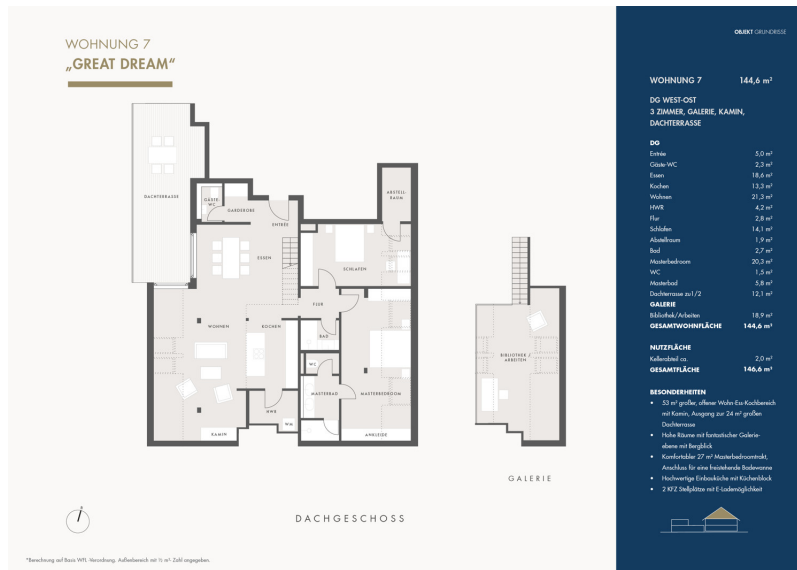 WOHNUNG 7
„GREAT DREAM“
DACHTERRASSE
GÄSTE-
WC
GARDEROBE
ENTRÉE
ABSTELL-
RAUM
ESSEN
SCHLAFEN
FLUR
WOHNEN
KOCHEN
BAD
WC
MASTERBAD
MASTERBEDROOM
HWR
WM
KAMIN
ANKLEIDE
BIBLIOTHEK /
ARBEITEN
GALERIE
DACHGESCHOSS
*Berechnung auf Basis WFL -Verordnung. Außenbereich mit ½ m²- Zahl angegeben.
OBJEKT GRUNDRISSE
WOHNUNG 7 144,6 m²
DG WEST-OST
3 ZIMMER, GALERIE, KAMIN,
DACHTERRASSE
DG
Entrée 5,0 m²
Gäste-WC 2,3 m²
Essen 18,6 m²
Kochen 13,3 m²
Wohnen 21,3 m²
HWR 4,2 m²
Flur 2,8 m²
Schlafen 14,1 m²
Abstellraum 1,9 m²
Bad 2,7 m²
Masterbedroom 20,3 m²
WC 1,5 m²
Masterbad 5,8 m²
Dachterrasse zu1/2 12,1 m²
GALERIE
Bibliothek/Arbeiten 18,9 m²
GESAMTWOHNFLÄCHE 144,6 m²
NUTZFLÄCHE
Kellerabteil ca. 2,0 m²
GESAMTFLÄCHE 146,6 m²
BESONDERHEITEN
• 53 m² großer, offener Wohn-Ess-Kochbereich
mit Kamin, Ausgang zur 24 m² großen
Dachterrasse
• Hohe Räume mit fantastischer Galerie-
ebene mit Bergblick
• Komfortabler 27 m² Masterbedroomtrakt,
Anschluss für eine freistehende Badewanne
• Hochwertige Einbauküche mit Küchenblock
• 2 KFZ Stellplätze mit E-Lademöglichkeit